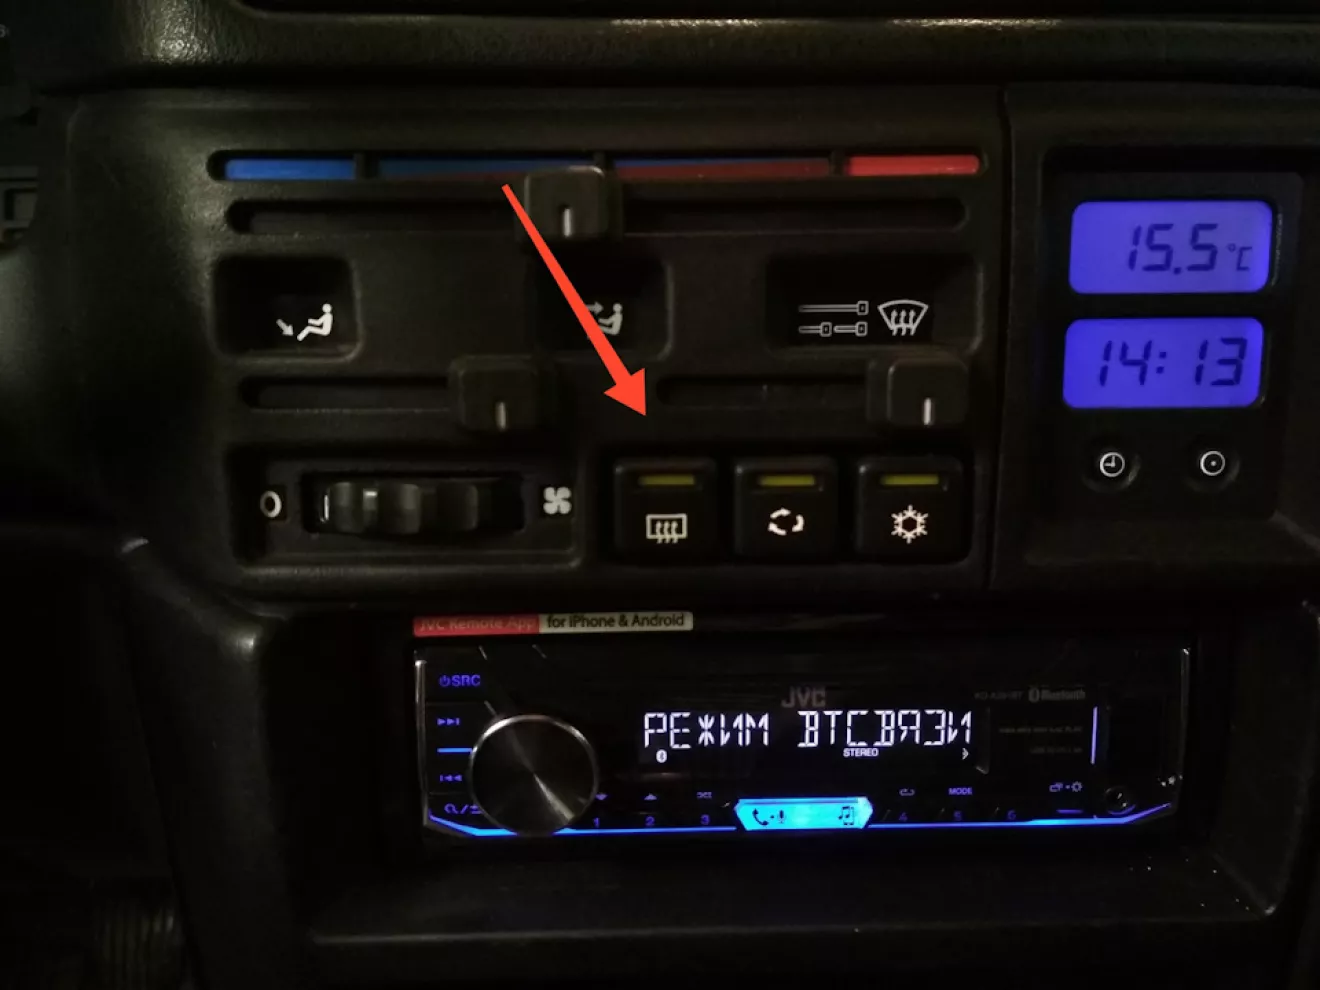 15.5°C
14:13
JVC Remote App for iPhone & Android
SRC
JVC
Bluetooth
РЕЖИМ ВТСВЯЗИ
STEREO
MODE
1 2 3 4 5 6